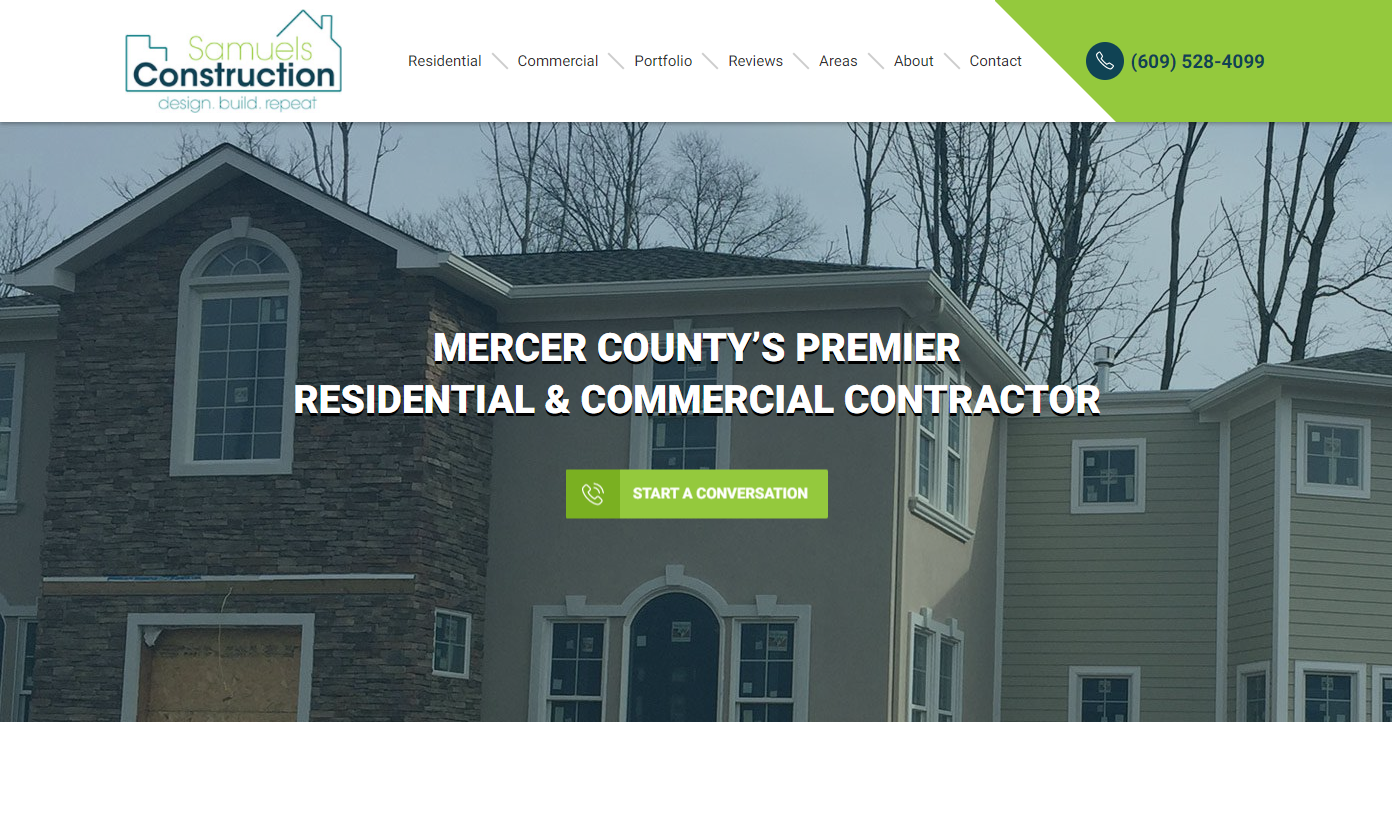 Samuels
Construction
design. build. repeat
Residential
Commercial
Portfolio
Reviews
Areas
About
Contact
(609) 528-4099
MERCER COUNTY’S PREMIER
RESIDENTIAL & COMMERCIAL CONTRACTOR
START A CONVERSATION